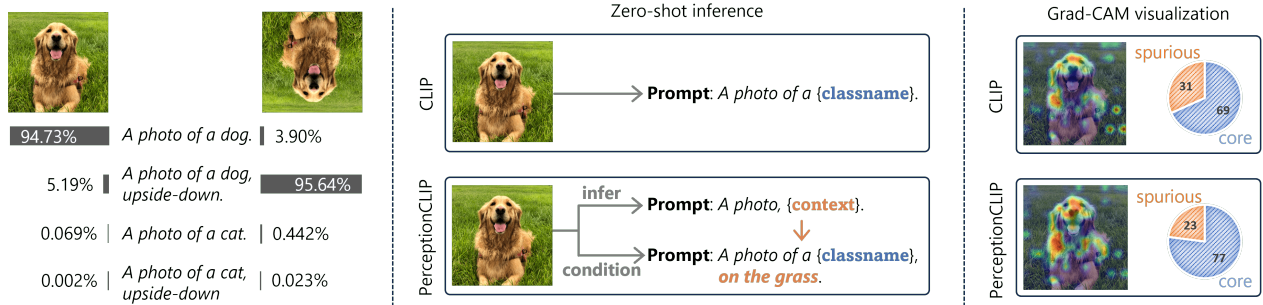 94.73%
A photo of a dog.
3.90%
5.19%
A photo of a dog,
upside-down.
95.64%
0.069%
A photo of a cat.
0.442%
0.002%
A photo of a cat,
upside-down
0.023%
Zero-shot inference
CLIP
Prompt: A photo of a {classname}.
PerceptionCLIP
infer
Prompt: A photo, {context}.
condition
Prompt: A photo of a {classname},
on the grass.
Grad-CAM visualization
CLIP
spurious
31
69
core
PerceptionCLIP
spurious
23
77
core